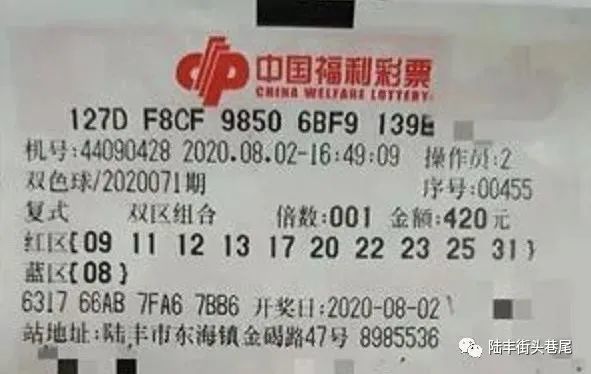 中国福利彩票
CHINA WELFARE LOTTERY
127D F8CF 9850 6BF9 139E
机号:44090428 2020.08.02-16:49:09 操作员:2
双色球/2020071期 序号:00455
复式 双区组合 倍数:001 金额:420元
红区{09 11 12 13 17 20 22 23 25 31}
蓝区{08}
6317 66AB 7FA6 7BB6 开奖日:2020-08-02
站地址:陆丰市东海镇金碣路47号 8985536
陆丰街头巷尾